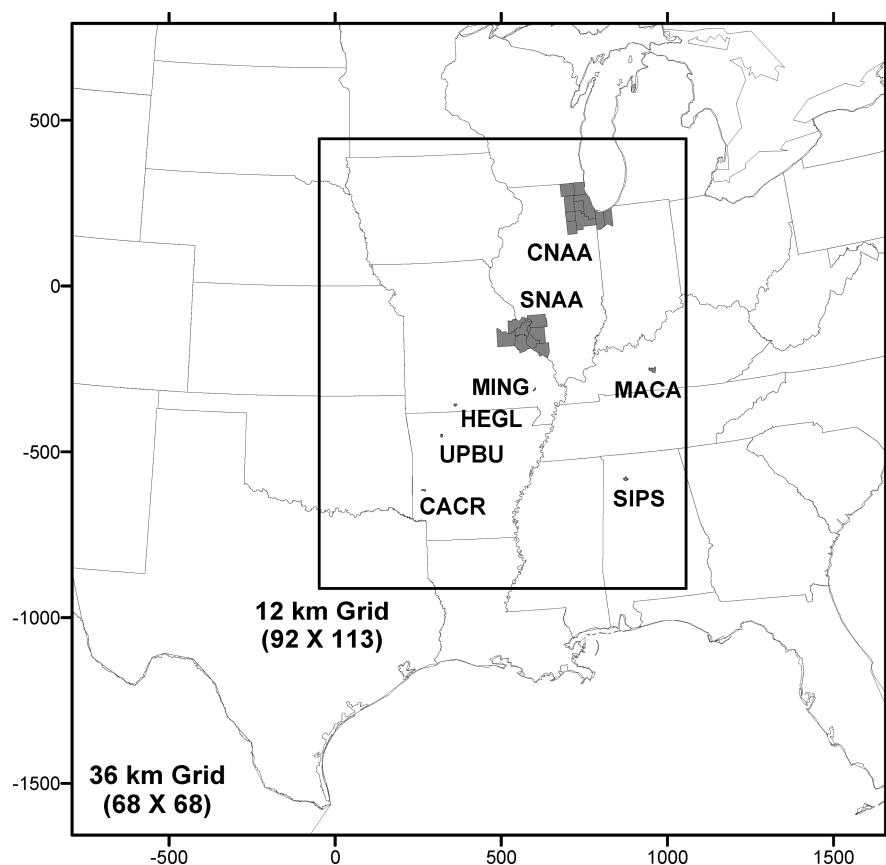 500
0
-500
-1000
-1500
CNAA
SNAA
MING
MACA
HEGL
UPBU
CACR
SIPS
12 km Grid
(92 X 113)
36 km Grid
(68 X 68)
-500
0
500
1000
1500